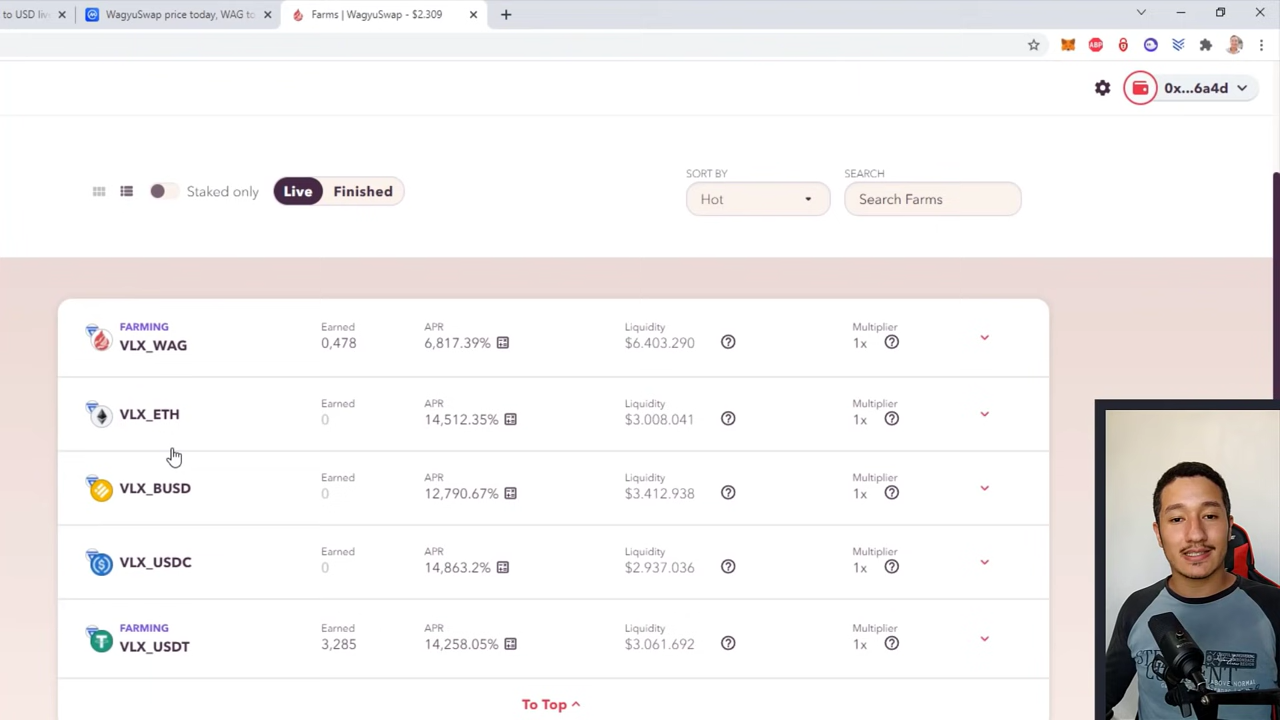 to USD liv
WagyuSwap price today, WAG to
Farms | WagyuSwap - $2.309
ABP
0x...6a4d
Staked only
Live
Finished
SORT BY
Hot
SEARCH
Search Farms
FARMING
VLX_WAG
Earned
0,478
APR
6,817.39%
Liquidity
$6.403.290
Multiplier
1x
VLX_ETH
Earned
0
APR
14,512.35%
Liquidity
$3.008.041
Multiplier
1x
VLX_BUSD
Earned
0
APR
12,790.67%
Liquidity
$3.412.938
Multiplier
1x
VLX_USDC
Earned
0
APR
14,863.2%
Liquidity
$2.937.036
Multiplier
1x
FARMING
VLX_USDT
Earned
3,285
APR
14,258.05%
Liquidity
$3.061.692
Multiplier
1x
To Top